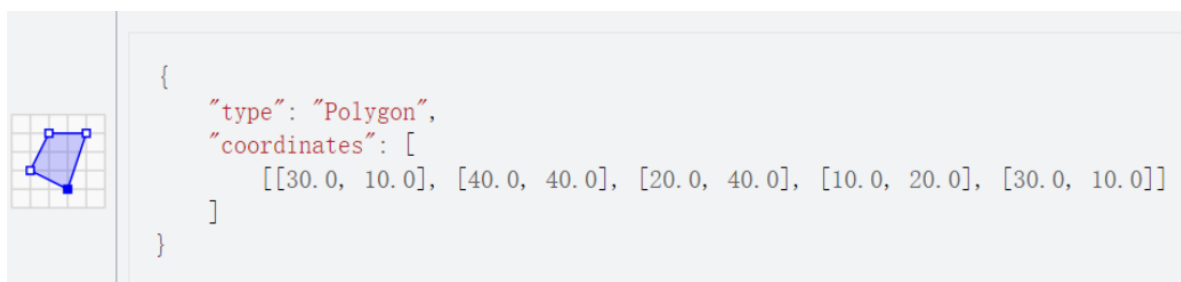 {
"type": "Polygon",
"coordinates": [
[[30.0, 10.0], [40.0, 40.0], [20.0, 40.0], [10.0, 20.0], [30.0, 10.0]]
]
}